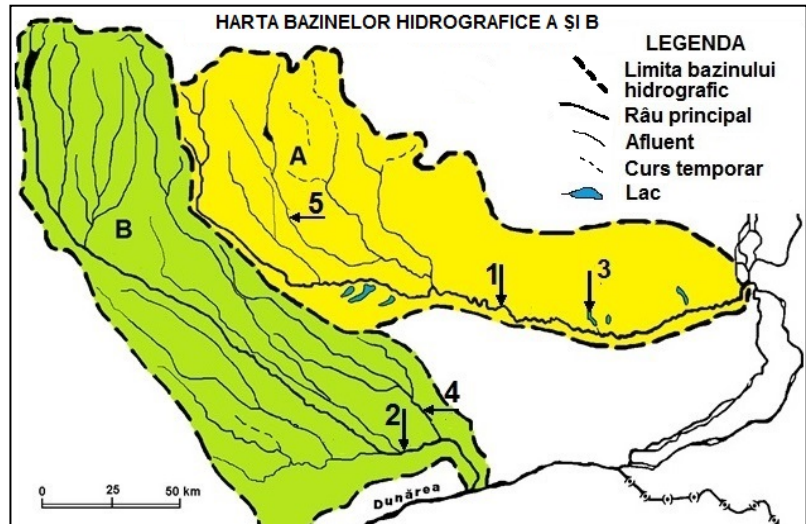 HARTA BAZINELOR HIDROGRAFICE A ȘI B
LEGENDA
Limita bazinului
hidrografic
Râu principal
Afluent
Curs temporar
Lac
A
5
B
1
3
4
2
0 25 50 km
Dunărea